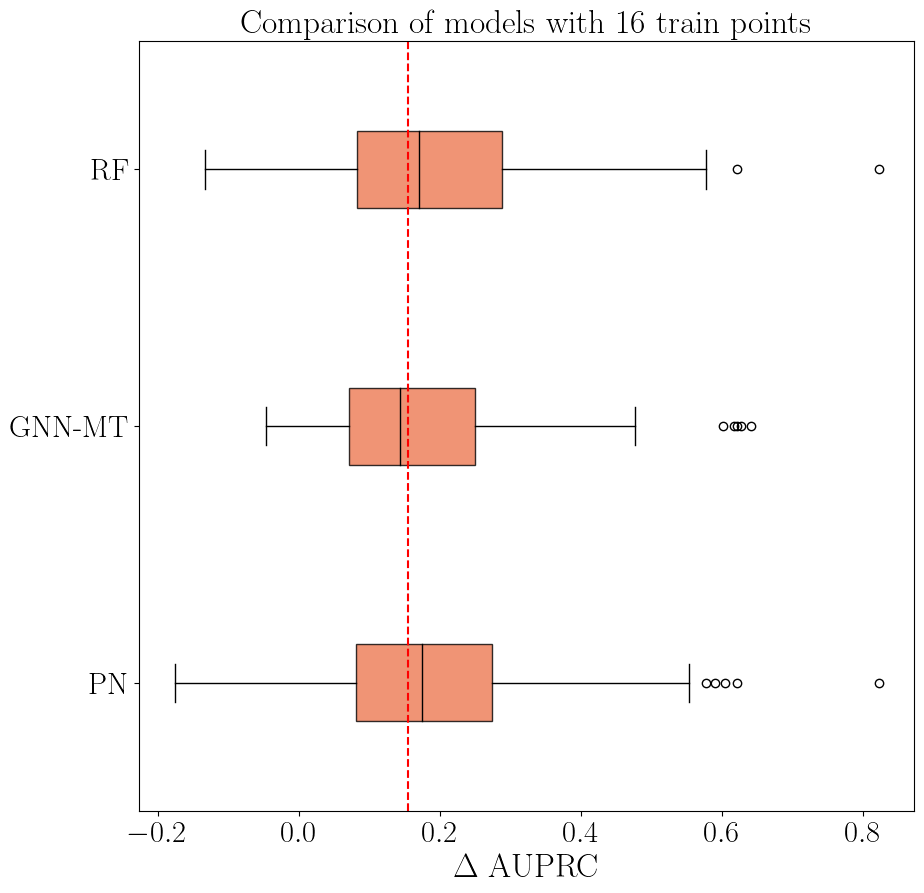 Comparison of models with 16 train points
RF
GNN-MT
PN
−0.2 0.0 0.2 0.4 0.6 0.8
Δ AUPRC